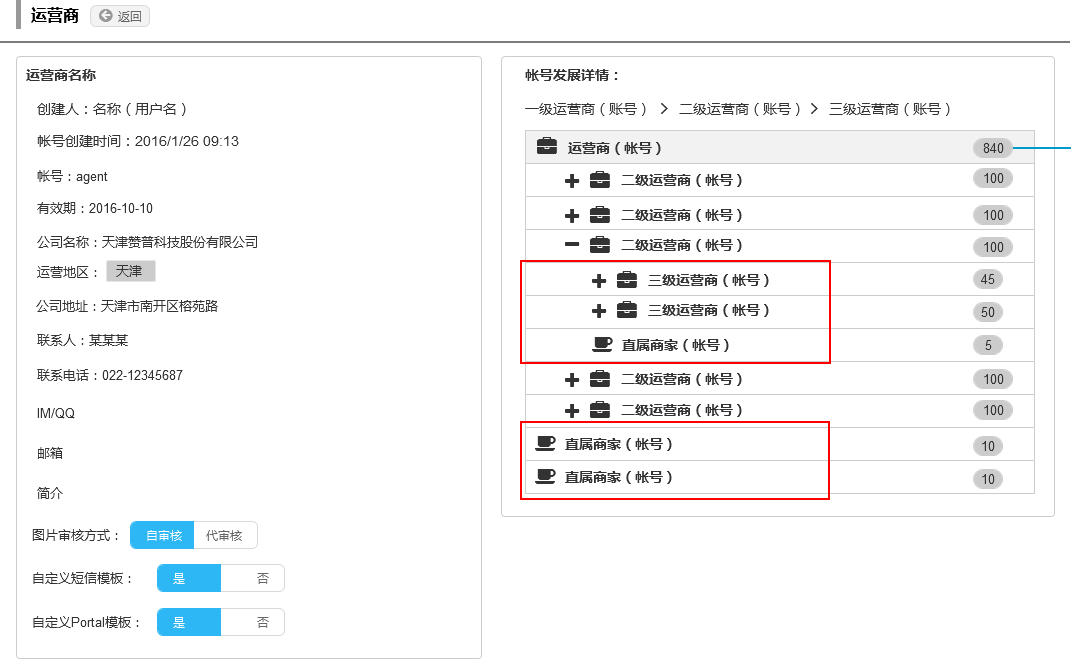 运营商 返回
运营商名称
创建人：名称（用户名）
帐号创建时间：2016/1/26 09:13
帐号：agent
有效期：2016-10-10
公司名称：天津赞普科技股份有限公司
运营地区： 天津
公司地址：天津市南开区榕苑路
联系人：某某某
联系电话：022-12345687
IM/QQ
邮箱
简介
图片审核方式： 自审核 代审核
自定义短信模板： 是 否
自定义Portal模板： 是 否
帐号发展详情：
一级运营商（账号） > 二级运营商（账号） > 三级运营商（账号）
运营商（帐号） 840
二级运营商（帐号） 100
二级运营商（帐号） 100
二级运营商（帐号） 100
三级运营商（帐号） 45
三级运营商（帐号） 50
直属商家（帐号） 5
二级运营商（帐号） 100
二级运营商（帐号） 100
直属商家（帐号） 10
直属商家（帐号） 10